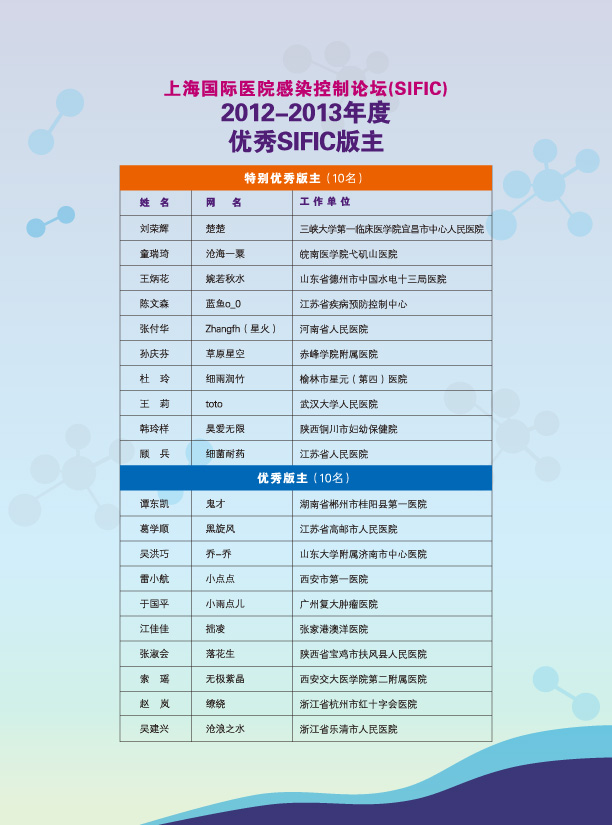 上海国际医院感染控制论坛(SIFIC)
2012–2013年度
优秀SIFIC版主
特别优秀版主（10名）
姓 名 网 名 工作单位
刘荣辉 楚楚 三峡大学第一临床医学院宜昌市中心人民医院
童瑞琦 沧海一粟 皖南医学院弋矶山医院
王炳花 婉若秋水 山东省德州市中国水电十三局医院
陈文森 蓝鱼o_0 江苏省疾病预防控制中心
张付华 Zhangfh（星火） 河南省人民医院
孙庆芬 草原星空 赤峰学院附属医院
杜 玲 细雨润竹 榆林市星元（第四）医院
王 莉 toto 武汉大学人民医院
韩玲样 昊爱无限 陕西铜川市妇幼保健院
顾 兵 细菌耐药 江苏省人民医院
优秀版主（10名）
谭东凯 鬼才 湖南省郴州市桂阳县第一医院
葛学顺 黑旋风 江苏省高邮市人民医院
吴洪巧 乔–乔 山东大学附属济南市中心医院
雷小航 小点点 西安市第一医院
于国平 小雨点儿 广州复大肿瘤医院
江佳佳 摇凌 张家港澳洋医院
张淑会 落花生 陕西省宝鸡市扶风县人民医院
索 瑶 无极紫晶 西安交大医学院第二附属医院
赵 岚 缭绕 浙江省杭州市红十字会医院
吴建兴 沧浪之水 浙江省乐清市人民医院